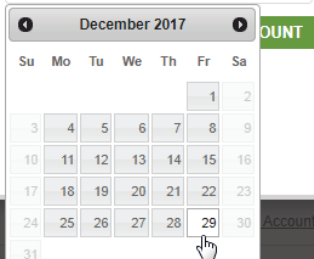 December 2017
OUNT
Su Mo Tu We Th Fr Sa
1 2
3 4 5 6 7 8 9
10 11 12 13 14 15 16
17 18 19 20 21 22 23
24 25 26 27 28 29 30
Account
31